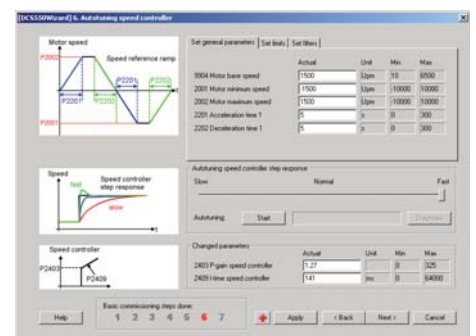 [DCS550Wizard] 6. Autotuning speed controller
Motor speed
Speed reference ramp
P2002
P2201
P2202
P2201
P2202
P2001
t
Set general parameters
Set limits
Set filters
Actual Unit Min Max
9904 Motor base speed 1500 Upm 10 6500
2001 Motor minimum speed -1500 Upm -10000 10000
2002 Motor maximum speed 1500 Upm -10000 10000
2201 Acceleration time 1 5 s 0 300
2202 Deceleration time 1 5 s 0 300
Speed
fast
Speed controller
step response
slow
t
Autotuning speed controller step response
Slow Normal Fast
Autotuning: Start Diagnosis
Speed controller
P2403
P2409
t
Changed parameters
Actual Unit Min Max
2403 P-gain speed controller 1.27 0 325
2409 I-time speed controller 141 ms 0 64000
Help
Basic commissioning steps done:
1 2 3 4 5 6 7
Apply
< Back
Next >
Cancel